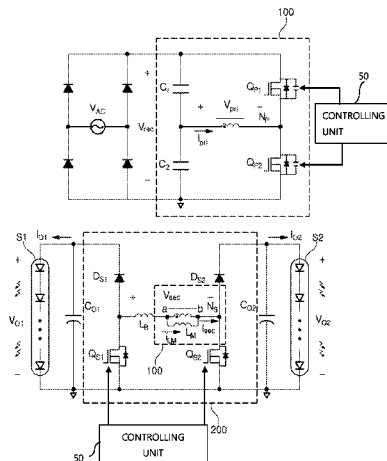 100
C1
QP1
50
VAC
+
Vrec
+
Vpri
−
NP
CONTROLLING
UNIT
Ipri
C2
QP2
−
S1
IO1
IO2
S2
+
DS1
DS2
+
Vsec
−
VO1
CO1
+
LB
a
b
NS
LM
ILM
Isec
CO2
VO2
QS1
QS2
100
−
−
200
50
CONTROLLING
UNIT